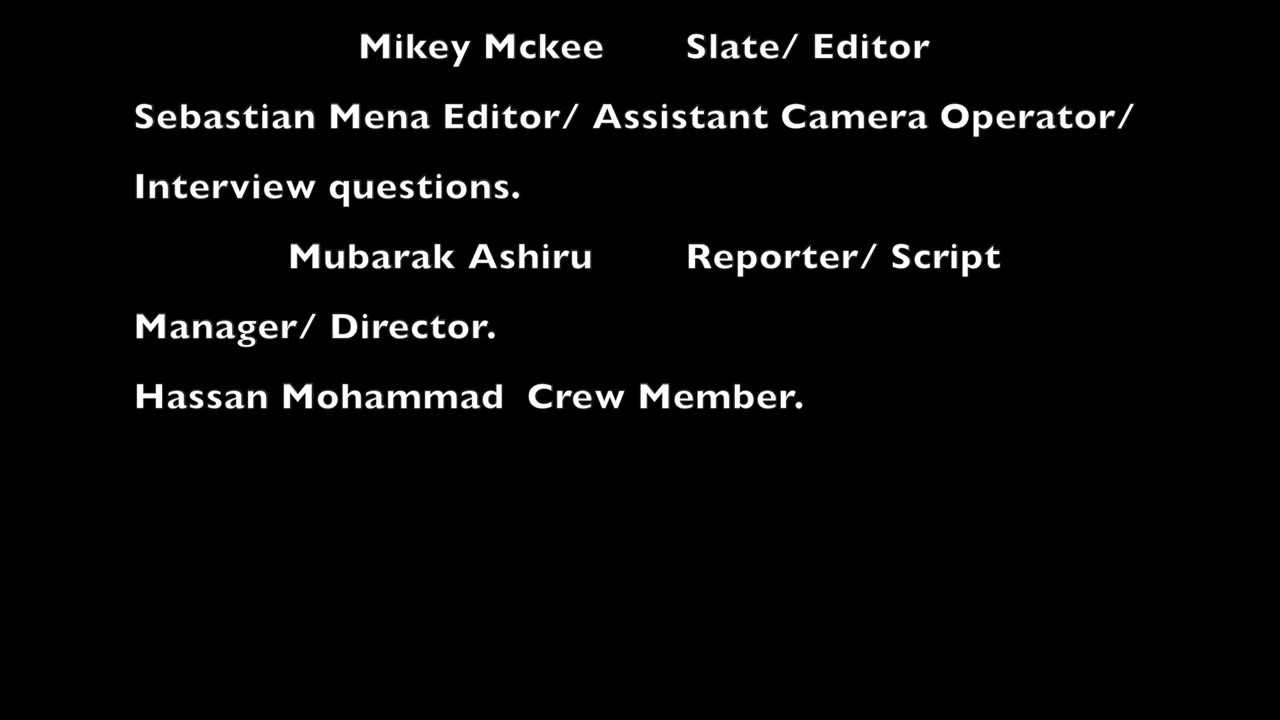 Mikey Mckee Slate/ Editor
Sebastian Mena Editor/ Assistant Camera Operator/
Interview questions.
Mubarak Ashiru Reporter/ Script
Manager/ Director.
Hassan Mohammad Crew Member.